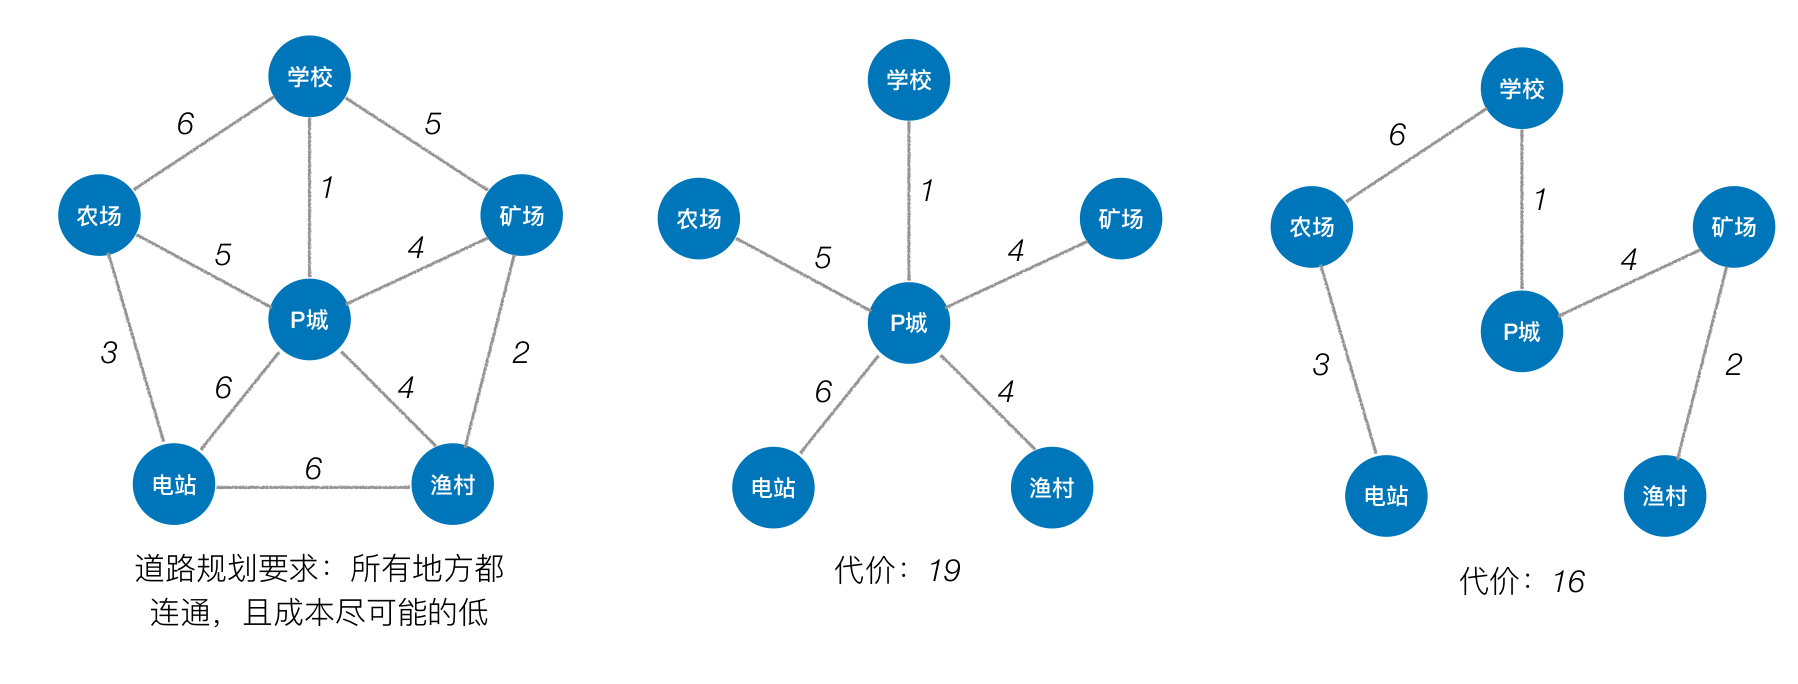 学校
6
5
1
农场
矿场
5
4
P城
3
2
6
4
电站
6
渔村
道路规划要求：所有地方都
连通，且成本尽可能的低
学校
1
农场
矿场
5
4
P城
6
4
电站
渔村
代价：19
学校
6
1
农场
矿场
4
P城
3
2
电站
渔村
代价：16